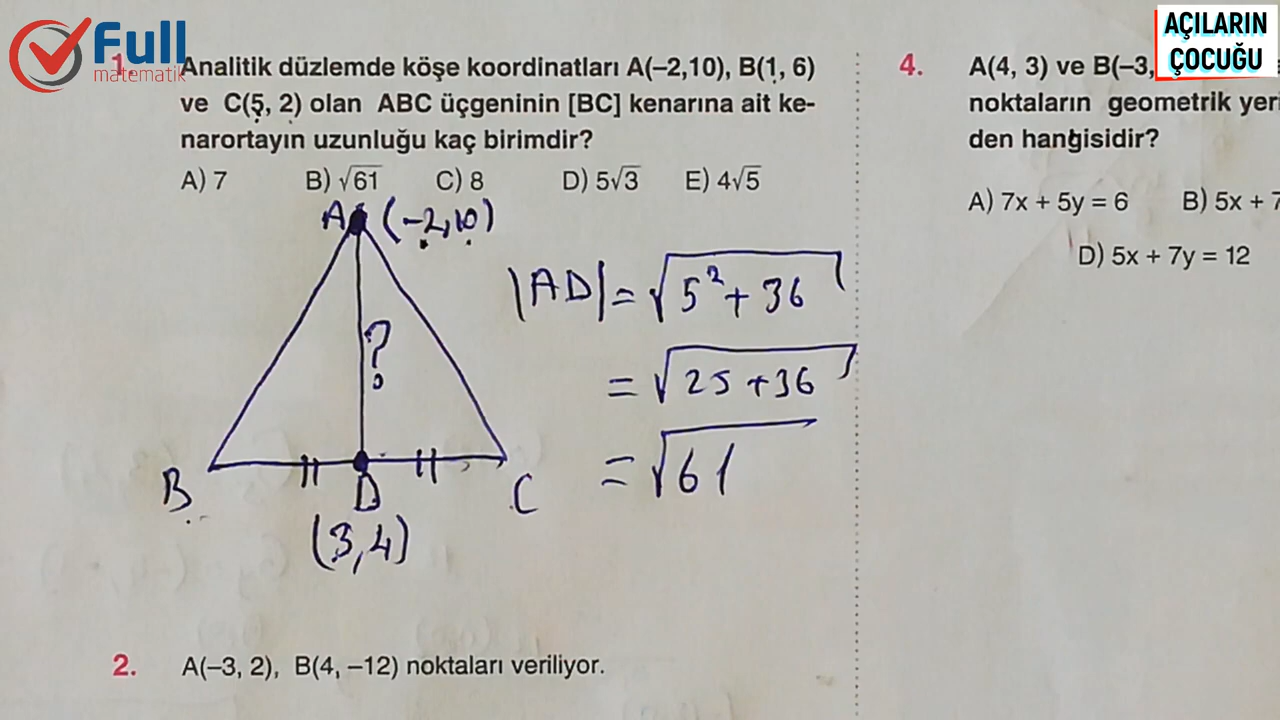 Full
matematik
AÇILARIN
ÇOCUĞU
1. Analitik düzlemde köşe koordinatları A(–2,10), B(1, 6)
ve C(5, 2) olan ABC üçgeninin [BC] kenarına ait ke-
narortayın uzunluğu kaç birimdir?
A) 7 B) √61 C) 8 D) 5√3 E) 4√5
A (-2,10)
?
B D C
(3,4)
|AD| = √5² + 36
= √25 + 36
= √61
2. A(–3, 2), B(4, –12) noktaları veriliyor.
4. A(4, 3) ve B(–3,
noktaların geometrik yeri
den hangisidir?
A) 7x + 5y = 6 B) 5x + 7
D) 5x + 7y = 12